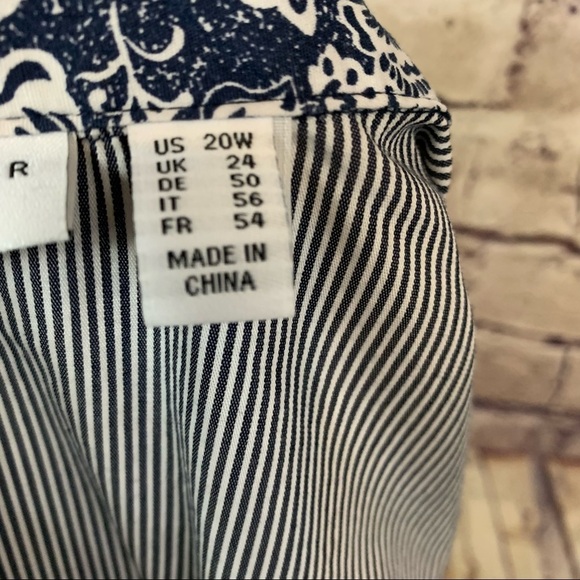 R
US 20W
UK 24
DE 50
IT 56
FR 54
MADE IN
CHINA